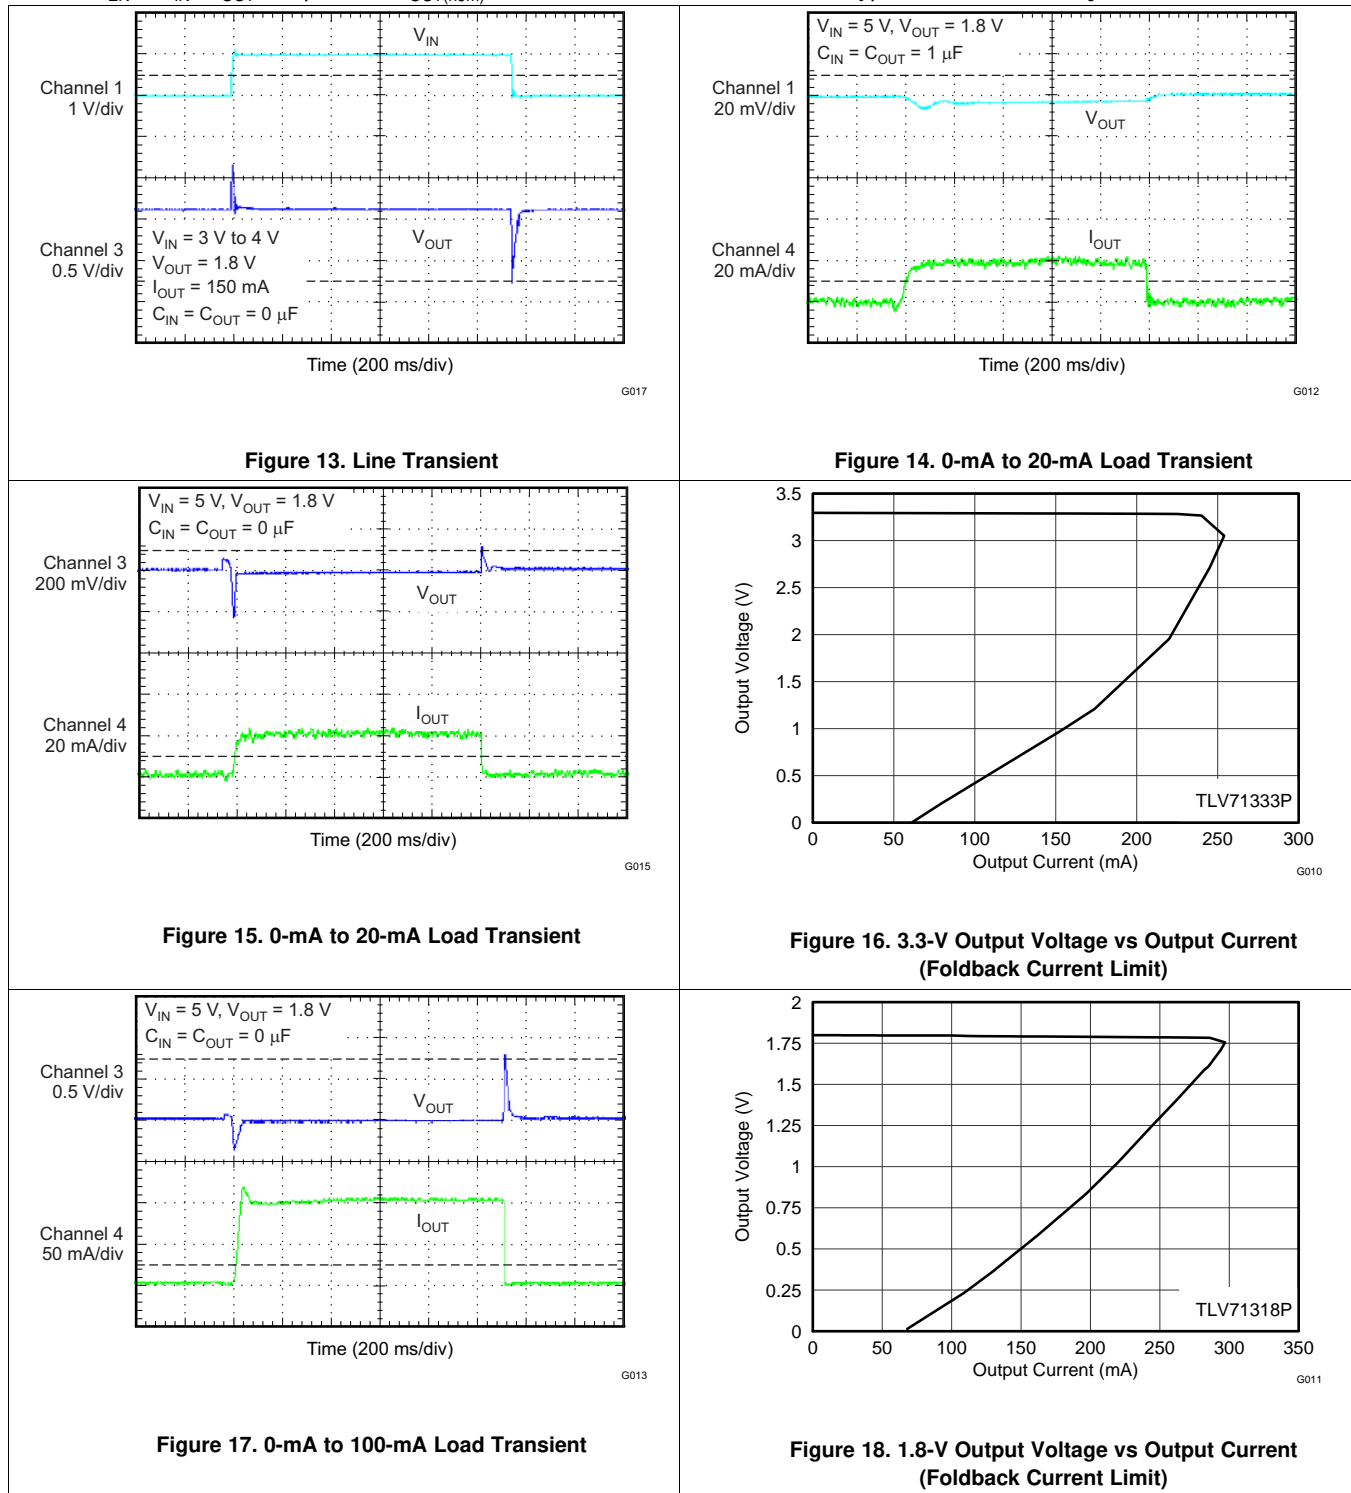 V_IN
Channel 1
1 V/div
Channel 3
0.5 V/div
V_IN = 3 V to 4 V
V_OUT = 1.8 V
I_OUT = 150 mA
C_IN = C_OUT = 0 μF
V_OUT
Time (200 ms/div)
G017
Figure 13. Line Transient
V_IN = 5 V, V_OUT = 1.8 V
C_IN = C_OUT = 1 μF
Channel 1
20 mV/div
V_OUT
Channel 4
20 mA/div
I_OUT
Time (200 ms/div)
G012
Figure 14. 0-mA to 20-mA Load Transient
V_IN = 5 V, V_OUT = 1.8 V
C_IN = C_OUT = 0 μF
Channel 3
200 mV/div
V_OUT
Channel 4
20 mA/div
I_OUT
Time (200 ms/div)
G015
Figure 15. 0-mA to 20-mA Load Transient
3.5
3
2.5
2
1.5
1
0.5
0
Output Voltage (V)
TLV71333P
0 50 100 150 200 250 300
Output Current (mA)
G010
Figure 16. 3.3-V Output Voltage vs Output Current
(Foldback Current Limit)
V_IN = 5 V, V_OUT = 1.8 V
C_IN = C_OUT = 0 μF
Channel 3
0.5 V/div
V_OUT
Channel 4
50 mA/div
I_OUT
Time (200 ms/div)
G013
Figure 17. 0-mA to 100-mA Load Transient
2
1.75
1.5
1.25
1
0.75
0.5
0.25
0
Output Voltage (V)
TLV71318P
0 50 100 150 200 250 300 350
Output Current (mA)
G011
Figure 18. 1.8-V Output Voltage vs Output Current
(Foldback Current Limit)